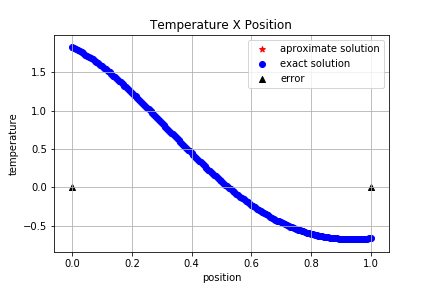 Temperature X Position
aproximate solution
exact solution
error
temperature
1.5
1.0
0.5
0.0
−0.5
0.0 0.2 0.4 0.6 0.8 1.0
position